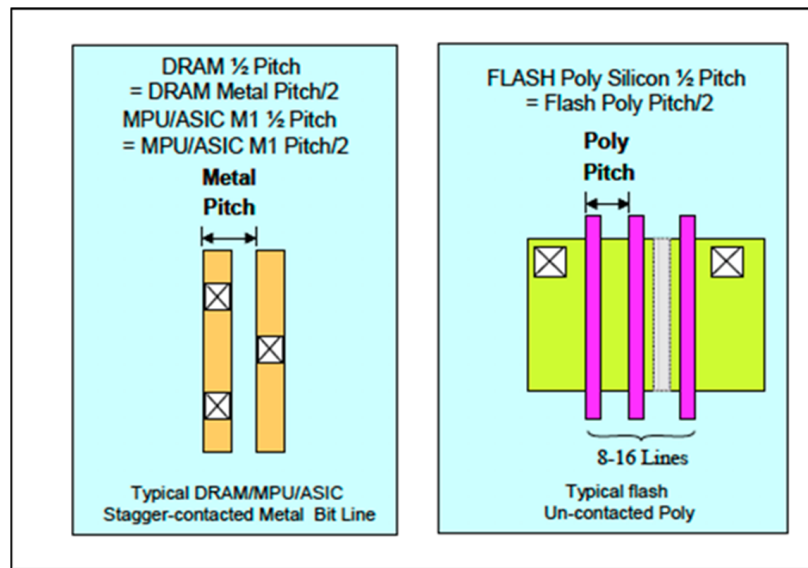 DRAM ½ Pitch
= DRAM Metal Pitch/2
MPU/ASIC M1 ½ Pitch
= MPU/ASIC M1 Pitch/2
Metal
Pitch
Typical DRAM/MPU/ASIC
Stagger-contacted Metal Bit Line
FLASH Poly Silicon ½ Pitch
= Flash Poly Pitch/2
Poly
Pitch
8-16 Lines
Typical flash
Un-contacted Poly